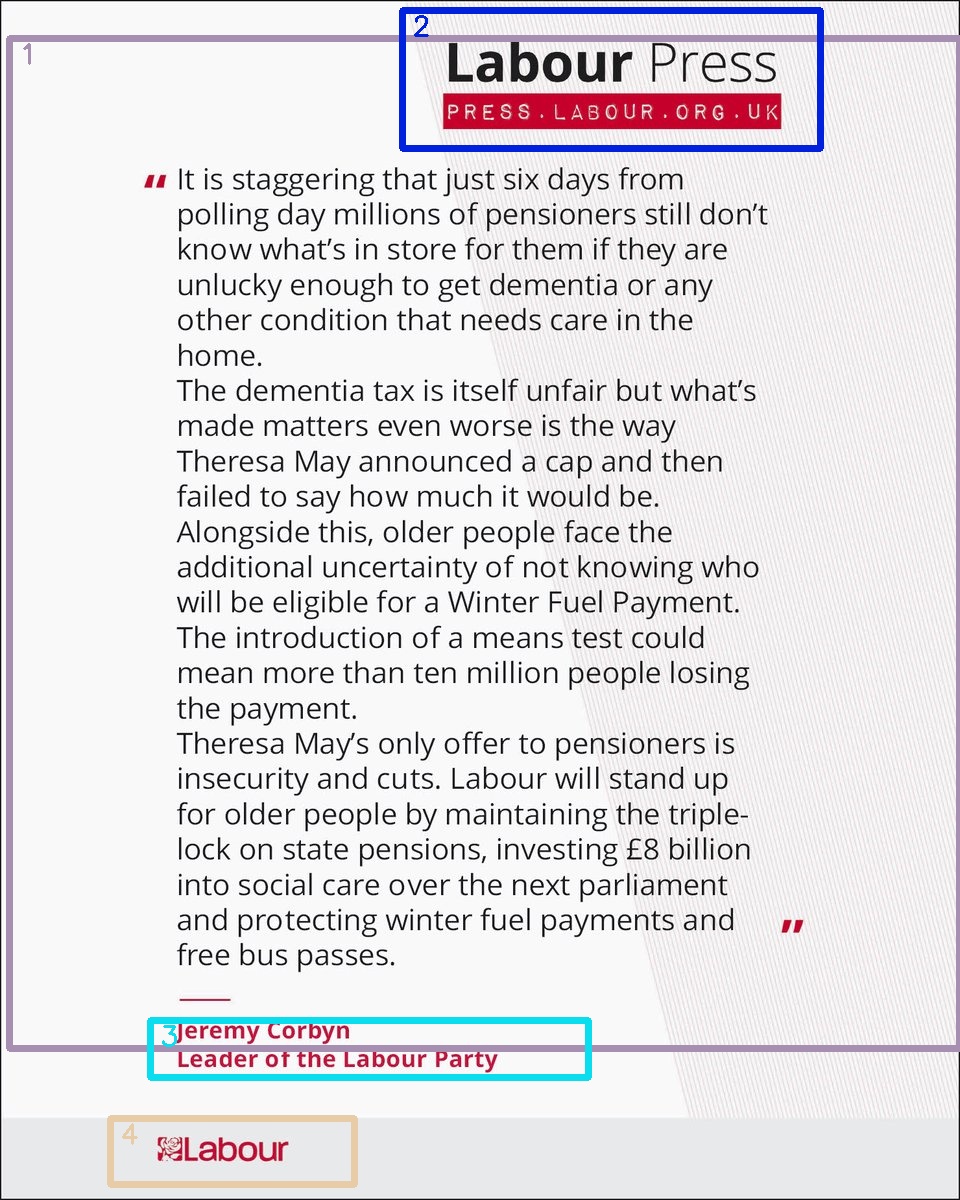 Labour Press
PRESS.LABOUR.ORG.UK
“ It is staggering that just six days from
polling day millions of pensioners still don’t
know what’s in store for them if they are
unlucky enough to get dementia or any
other condition that needs care in the
home.
The dementia tax is itself unfair but what’s
made matters even worse is the way
Theresa May announced a cap and then
failed to say how much it would be.
Alongside this, older people face the
additional uncertainty of not knowing who
will be eligible for a Winter Fuel Payment.
The introduction of a means test could
mean more than ten million people losing
the payment.
Theresa May’s only offer to pensioners is
insecurity and cuts. Labour will stand up
for older people by maintaining the triple-
lock on state pensions, investing £8 billion
into social care over the next parliament
and protecting winter fuel payments and
free bus passes. ”
Jeremy Corbyn
Leader of the Labour Party
Labour
1
2
3
4